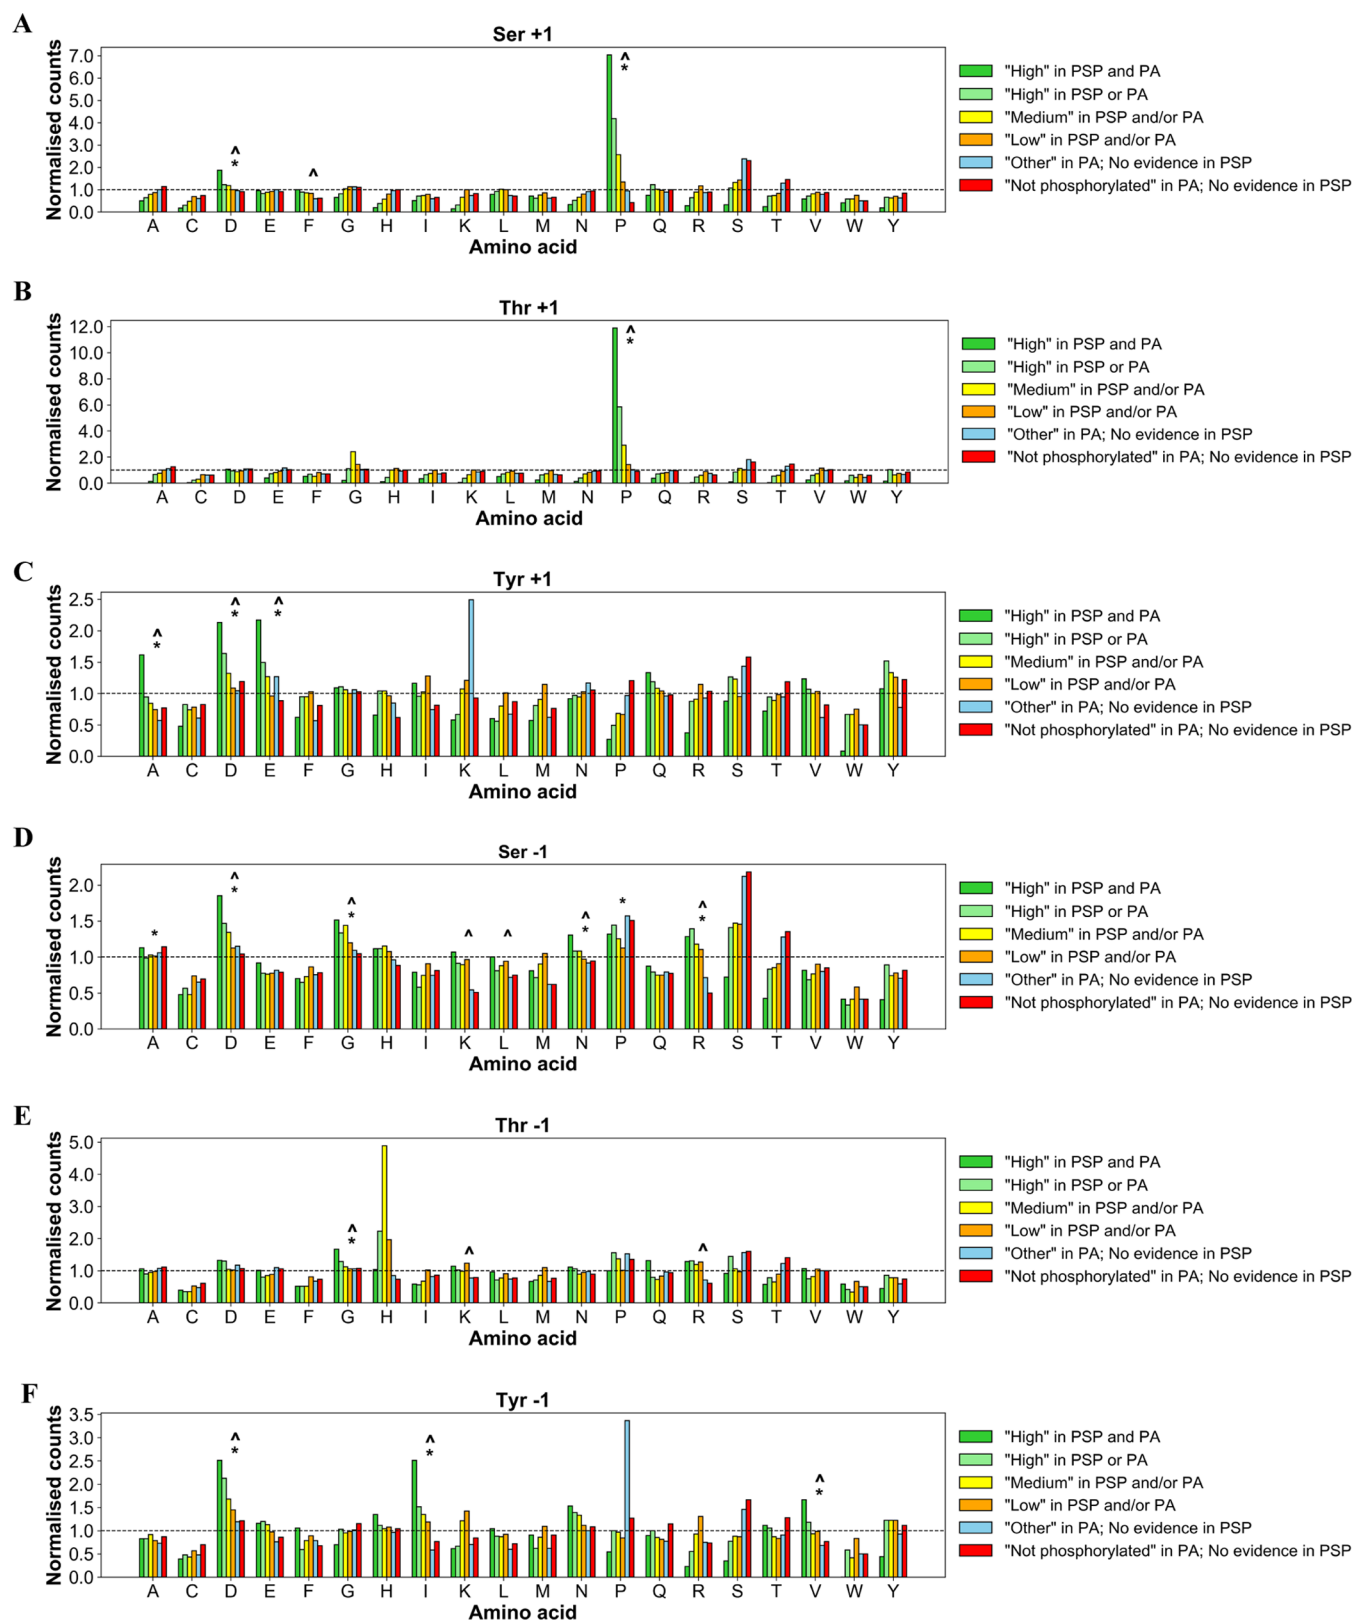 A
Ser +1
Normalised counts
7.0
6.0
5.0
4.0
3.0
2.0
1.0
0.0
^
*
^
^
*
A C D E F G H I K L M N P Q R S T V W Y
Amino acid
"High" in PSP and PA
"High" in PSP or PA
"Medium" in PSP and/or PA
"Low" in PSP and/or PA
"Other" in PA; No evidence in PSP
"Not phosphorylated" in PA; No evidence in PSP
B
Thr +1
Normalised counts
12.0
10.0
8.0
6.0
4.0
2.0
0.0
^
*
A C D E F G H I K L M N P Q R S T V W Y
Amino acid
"High" in PSP and PA
"High" in PSP or PA
"Medium" in PSP and/or PA
"Low" in PSP and/or PA
"Other" in PA; No evidence in PSP
"Not phosphorylated" in PA; No evidence in PSP
C
Tyr +1
Normalised counts
2.5
2.0
1.5
1.0
0.5
0.0
^
*
^
*
^
*
A C D E F G H I K L M N P Q R S T V W Y
Amino acid
"High" in PSP and PA
"High" in PSP or PA
"Medium" in PSP and/or PA
"Low" in PSP and/or PA
"Other" in PA; No evidence in PSP
"Not phosphorylated" in PA; No evidence in PSP
D
Ser -1
Normalised counts
2.0
1.5
1.0
0.5
0.0
*
^
*
^
*
^
^
^
*
*
^
*
A C D E F G H I K L M N P Q R S T V W Y
Amino acid
"High" in PSP and PA
"High" in PSP or PA
"Medium" in PSP and/or PA
"Low" in PSP and/or PA
"Other" in PA; No evidence in PSP
"Not phosphorylated" in PA; No evidence in PSP
E
Thr -1
Normalised counts
5.0
4.0
3.0
2.0
1.0
0.0
^
*
^
^
A C D E F G H I K L M N P Q R S T V W Y
Amino acid
"High" in PSP and PA
"High" in PSP or PA
"Medium" in PSP and/or PA
"Low" in PSP and/or PA
"Other" in PA; No evidence in PSP
"Not phosphorylated" in PA; No evidence in PSP
F
Tyr -1
Normalised counts
3.5
3.0
2.5
2.0
1.5
1.0
0.5
0.0
^
*
^
*
^
*
A C D E F G H I K L M N P Q R S T V W Y
Amino acid
"High" in PSP and PA
"High" in PSP or PA
"Medium" in PSP and/or PA
"Low" in PSP and/or PA
"Other" in PA; No evidence in PSP
"Not phosphorylated" in PA; No evidence in PSP